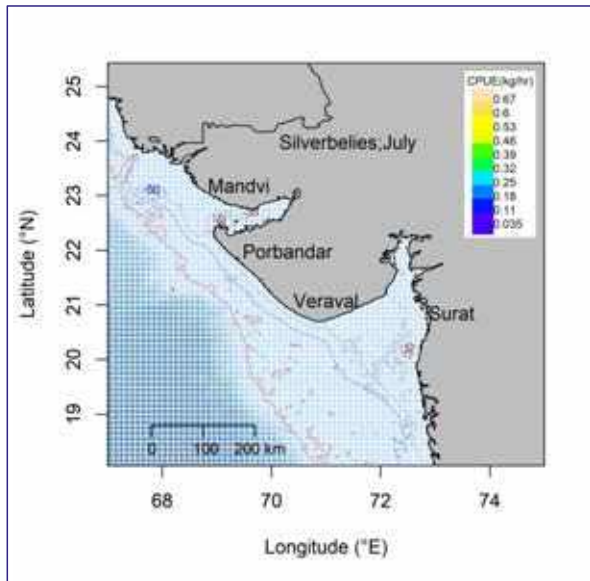 CPUE(kg/hr)
0.67
0.6
0.53
0.46
0.39
0.32
0.25
0.18
0.11
0.035
Silverbelies;July
Mandvi
Porbandar
Veraval
Surat
0 100 200 km
25
24
23
22
21
20
19
Latitude (°N)
68 70 72 74
Longitude (°E)